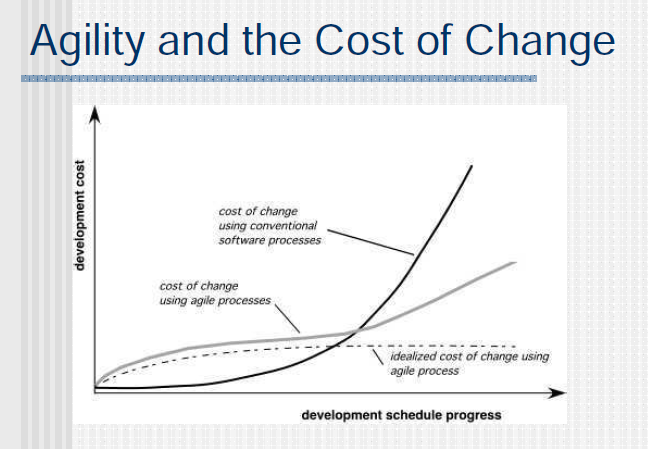 Agility and the Cost of Change
development cost
cost of change
using conventional
software processes
cost of change
using agile processes
idealized cost of change using
agile process
development schedule progress